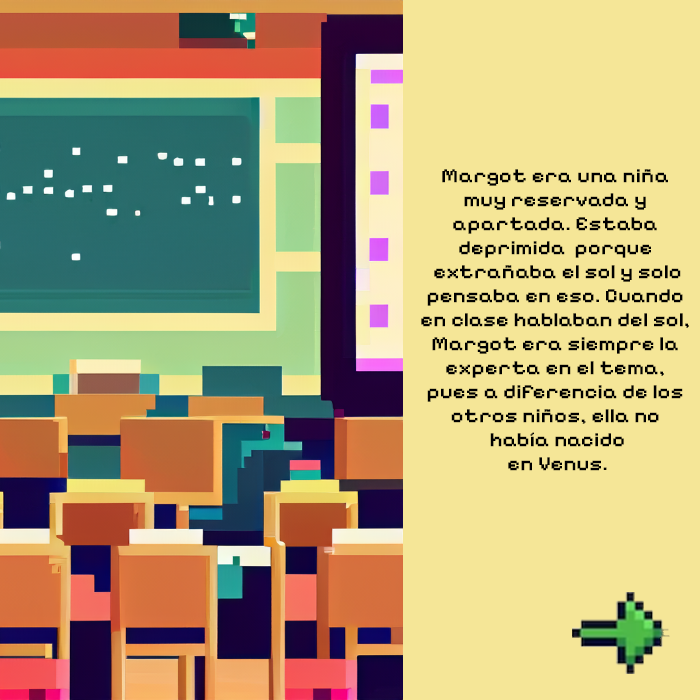 Margot era una niña
muy reservada y
apartada. Estaba
deprimida porque
extrañaba el sol y solo
pensaba en eso. Cuando
en clase hablaban del sol,
Margot era siempre la
experta en el tema,
pues a diferencia de los
otros niños, ella no
había nacido
en Venus.